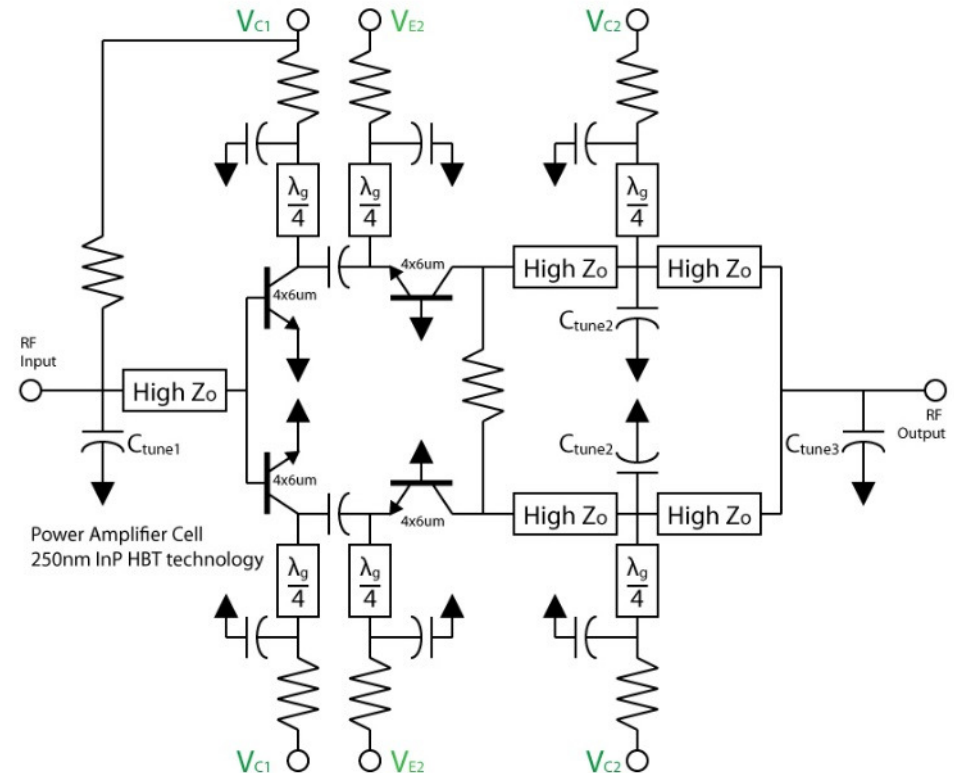 VC1
VE2
VC2
λg
4
λg
4
λg
4
4x6um
4x6um
High Zo
High Zo
Ctune2
RF
Input
High Zo
Ctune1
RF
Output
Ctune2
Ctune3
4x6um
4x6um
High Zo
High Zo
Power Amplifier Cell
250nm InP HBT technology
λg
4
λg
4
λg
4
VC1
VE2
VC2